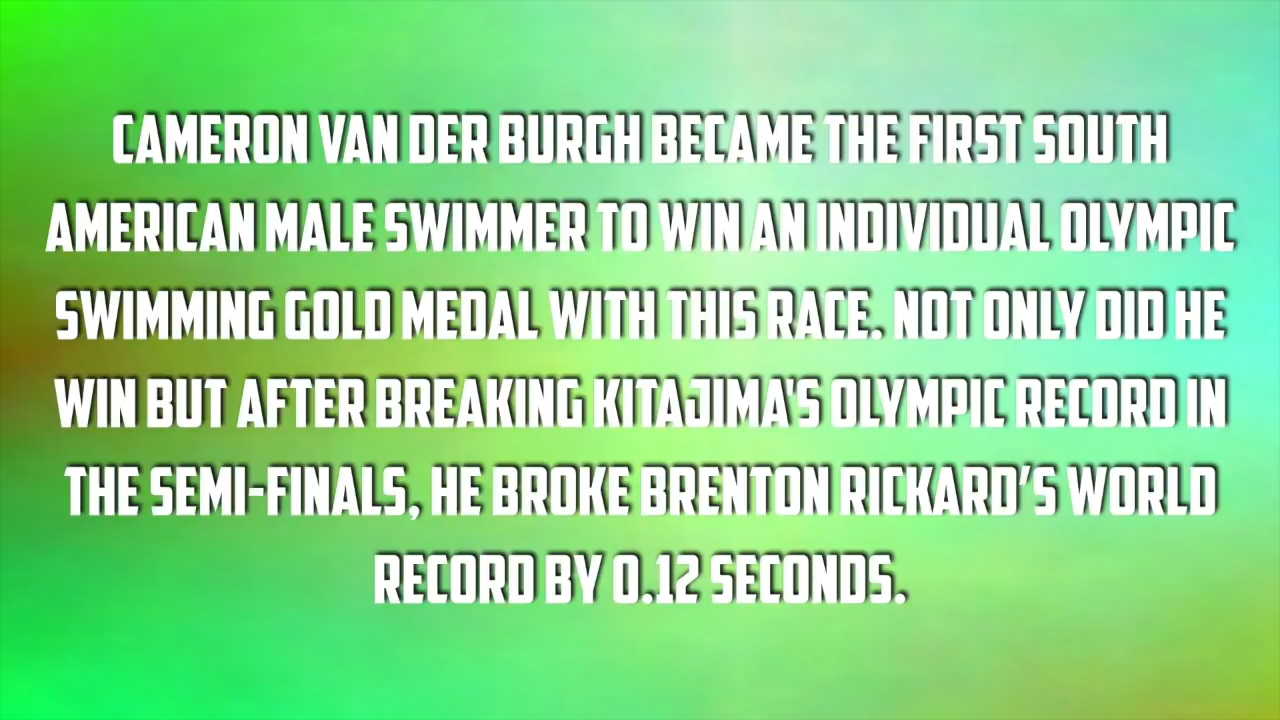 CAMERON VAN DER BURGH BECAME THE FIRST SOUTH
AMERICAN MALE SWIMMER TO WIN AN INDIVIDUAL OLYMPIC
SWIMMING GOLD MEDAL WITH THIS RACE. NOT ONLY DID HE
WIN BUT AFTER BREAKING KITAJIMA'S OLYMPIC RECORD IN
THE SEMI-FINALS, HE BROKE BRENTON RICKARD’S WORLD
RECORD BY 0.12 SECONDS.